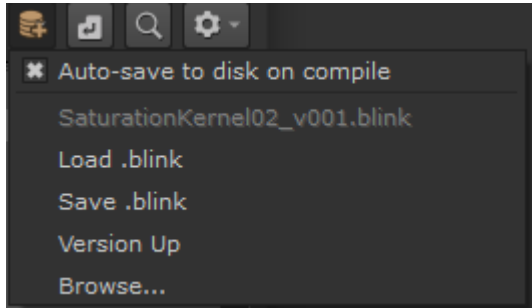 Auto-save to disk on compile
SaturationKernel02_v001.blink
Load .blink
Save .blink
Version Up
Browse...